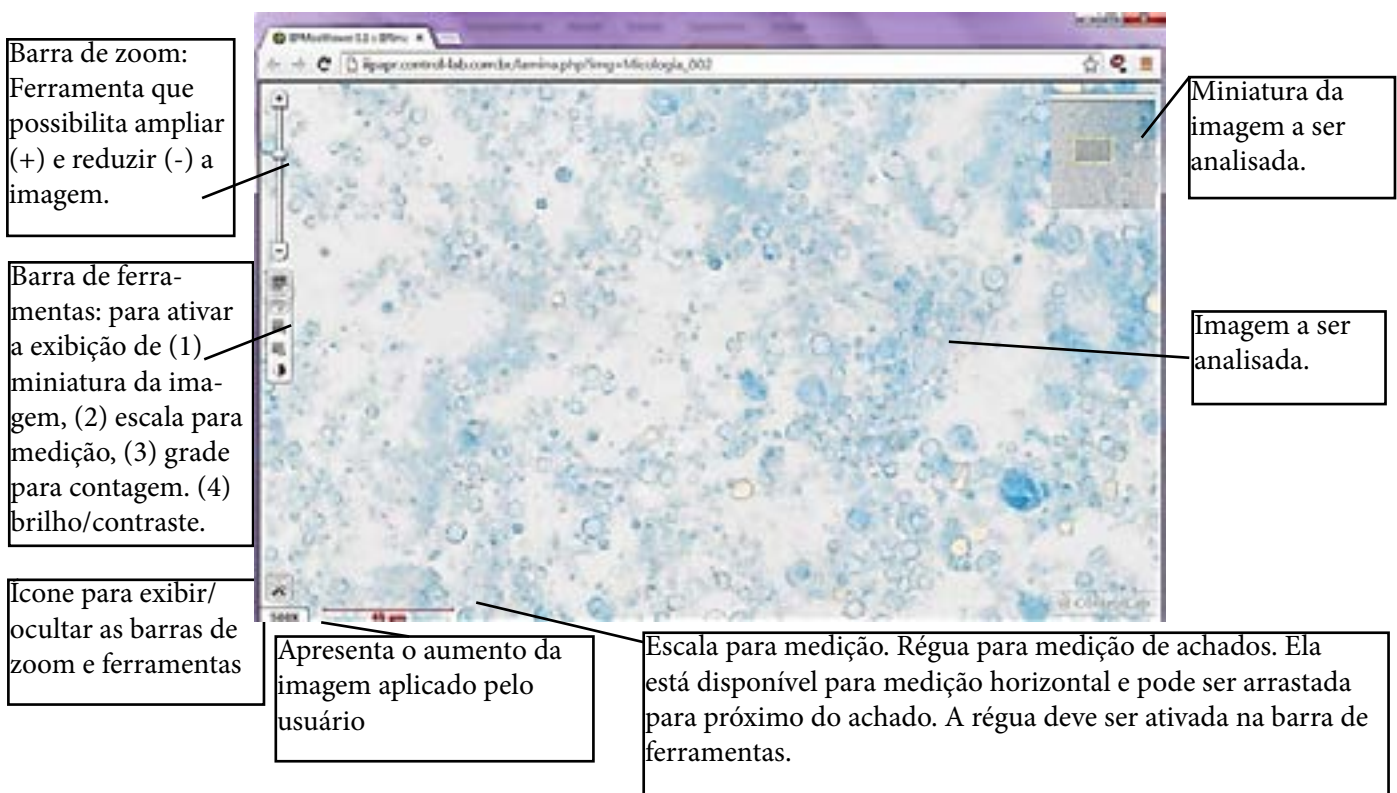 Barra de zoom:
Ferramenta que
possibilita ampliar
(+) e reduzir (-) a
imagem.
Barra de ferra-
mentas: para ativar
a exibição de (1)
miniatura da ima-
gem, (2) escala para
medição, (3) grade
para contagem. (4)
brilho/contraste.
Ícone para exibir/
ocultar as barras de
zoom e ferramentas
500X
Apresenta o aumento da
imagem aplicado pelo
usuário
Escala para medição. Régua para medição de achados. Ela
está disponível para medição horizontal e pode ser arrastada
para próximo do achado. A régua deve ser ativada na barra de
ferramentas.
Miniatura da
imagem a ser
analisada.
Imagem a ser
analisada.